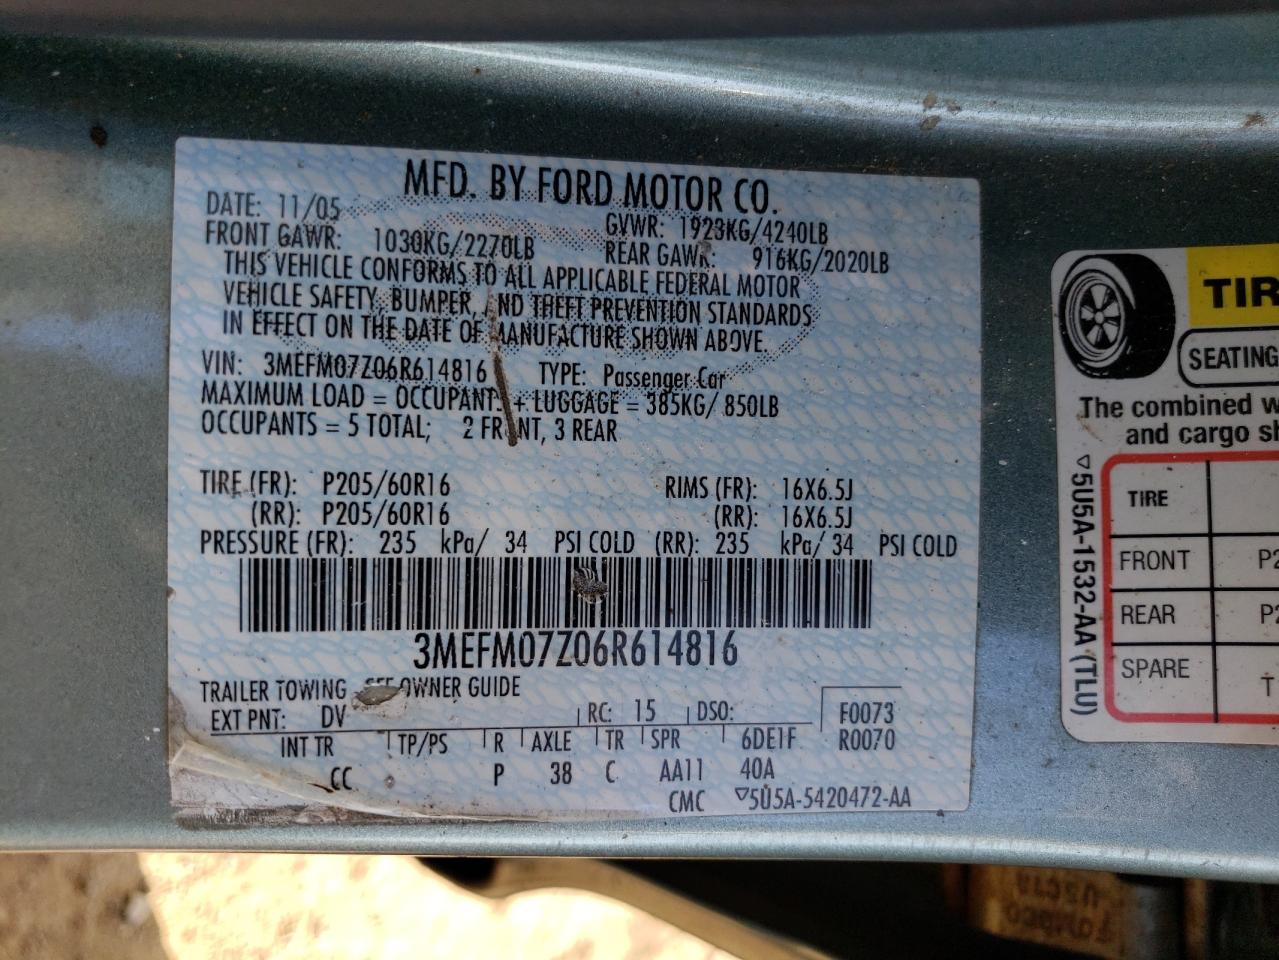 MFD. BY FORD MOTOR CO.
DATE: 11/05 GVWR: 1923KG/4240LB
FRONT GAWR: 1030KG/2270LB REAR GAWR: 916KG/2020LB
THIS VEHICLE CONFORMS TO ALL APPLICABLE FEDERAL MOTOR
VEHICLE SAFETY, BUMPER, AND THEFT PREVENTION STANDARDS
IN EFFECT ON THE DATE OF MANUFACTURE SHOWN ABOVE.
VIN: 3MEFM07Z06R614816 TYPE: Passenger Car
MAXIMUM LOAD = OCCUPANTS + LUGGAGE = 385KG/ 850LB
OCCUPANTS = 5 TOTAL; 2 FRONT, 3 REAR
TIRE (FR): P205/60R16 RIMS (FR): 16X6.5J
(RR): P205/60R16 (RR): 16X6.5J
PRESSURE (FR): 235 kPa/ 34 PSI COLD (RR): 235 kPa/ 34 PSI COLD
3MEFM07Z06R614816
TRAILER TOWING SEE OWNER GUIDE
EXT PNT: DV RC: 15 DSO: F0073
INT TR TP/PS R AXLE TR SPR 6DE1F R0070
CC P 38 C AA11 40A
CMC ▽5U5A-5420472-AA
TIR
SEATING
The combined w
and cargo sh
TIRE
FRONT P2
REAR P2
SPARE T
▽5U5A-1532-AA (TLU)